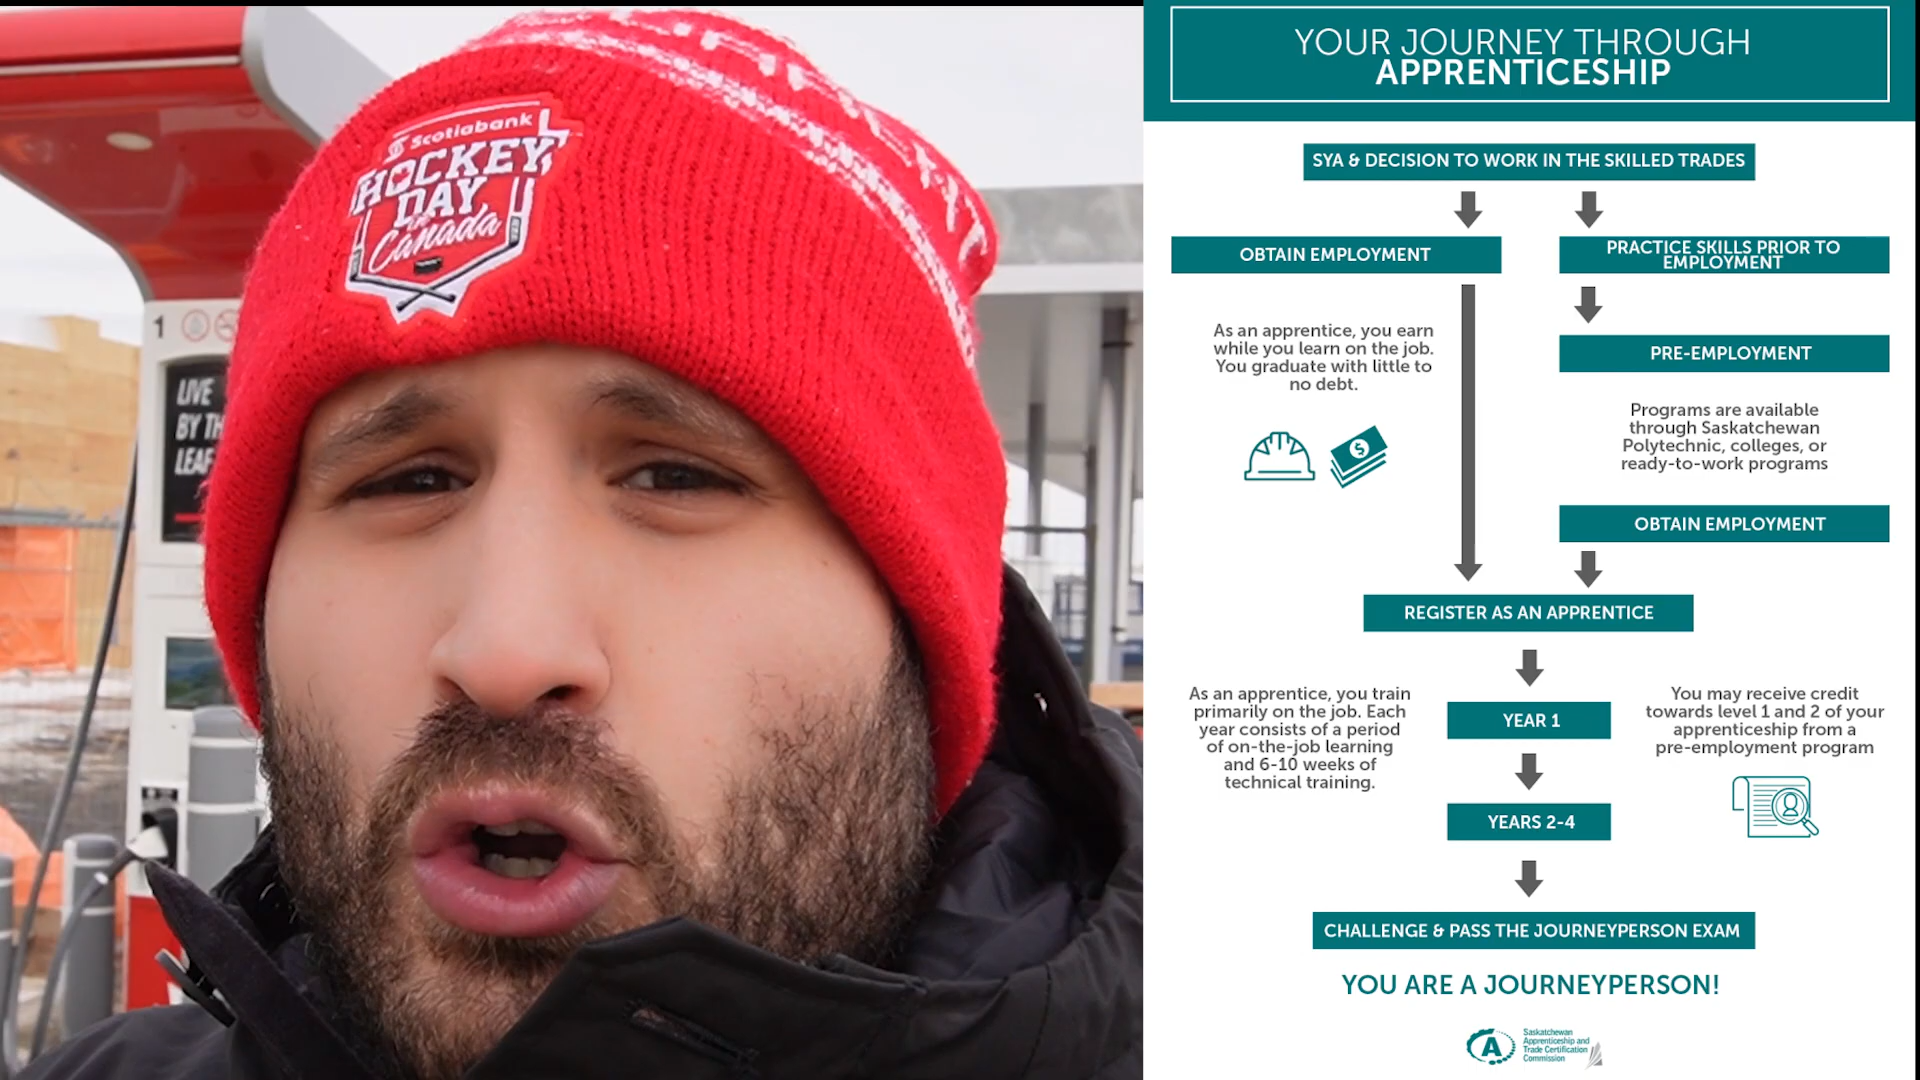 Scotiabank
HOCKEY
DAY
in
Canada
1
LIVE
BY TH
LEAF
YOUR JOURNEY THROUGH
APPRENTICESHIP
SYA & DECISION TO WORK IN THE SKILLED TRADES
OBTAIN EMPLOYMENT
As an apprentice, you earn
while you learn on the job.
You graduate with little to
no debt.
PRACTICE SKILLS PRIOR TO
EMPLOYMENT
PRE-EMPLOYMENT
Programs are available
through Saskatchewan
Polytechnic, colleges, or
ready-to-work programs
OBTAIN EMPLOYMENT
REGISTER AS AN APPRENTICE
As an apprentice, you train
primarily on the job. Each
year consists of a period
of on-the-job learning
and 6-10 weeks of
technical training.
YEAR 1
YEARS 2-4
You may receive credit
towards level 1 and 2 of your
apprenticeship from a
pre-employment program
CHALLENGE & PASS THE JOURNEYPERSON EXAM
YOU ARE A JOURNEYPERSON!
A
Saskatchewan
Apprenticeship and
Trade Certification
Commission